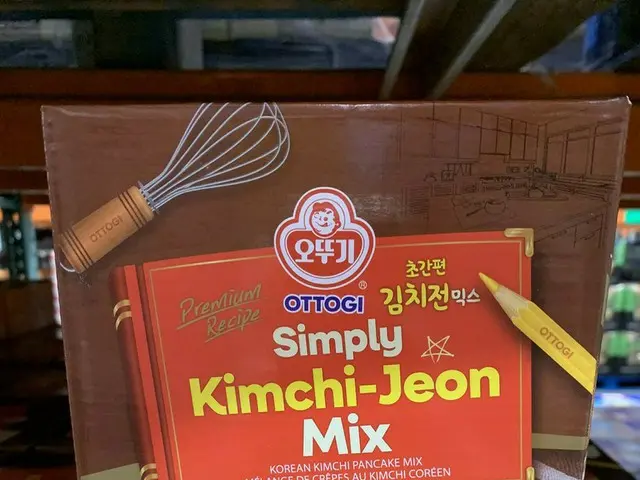 OTTOGI
오뚜기
®
OTTOGI
초간편
김치전믹스
Premium
Recipe
Simply
Kimchi-Jeon
Mix
OTTOGI
KOREAN KIMCHI PANCAKE MIX
MÉLANGE DE CRÊPES AU KIMCHI CORÉEN